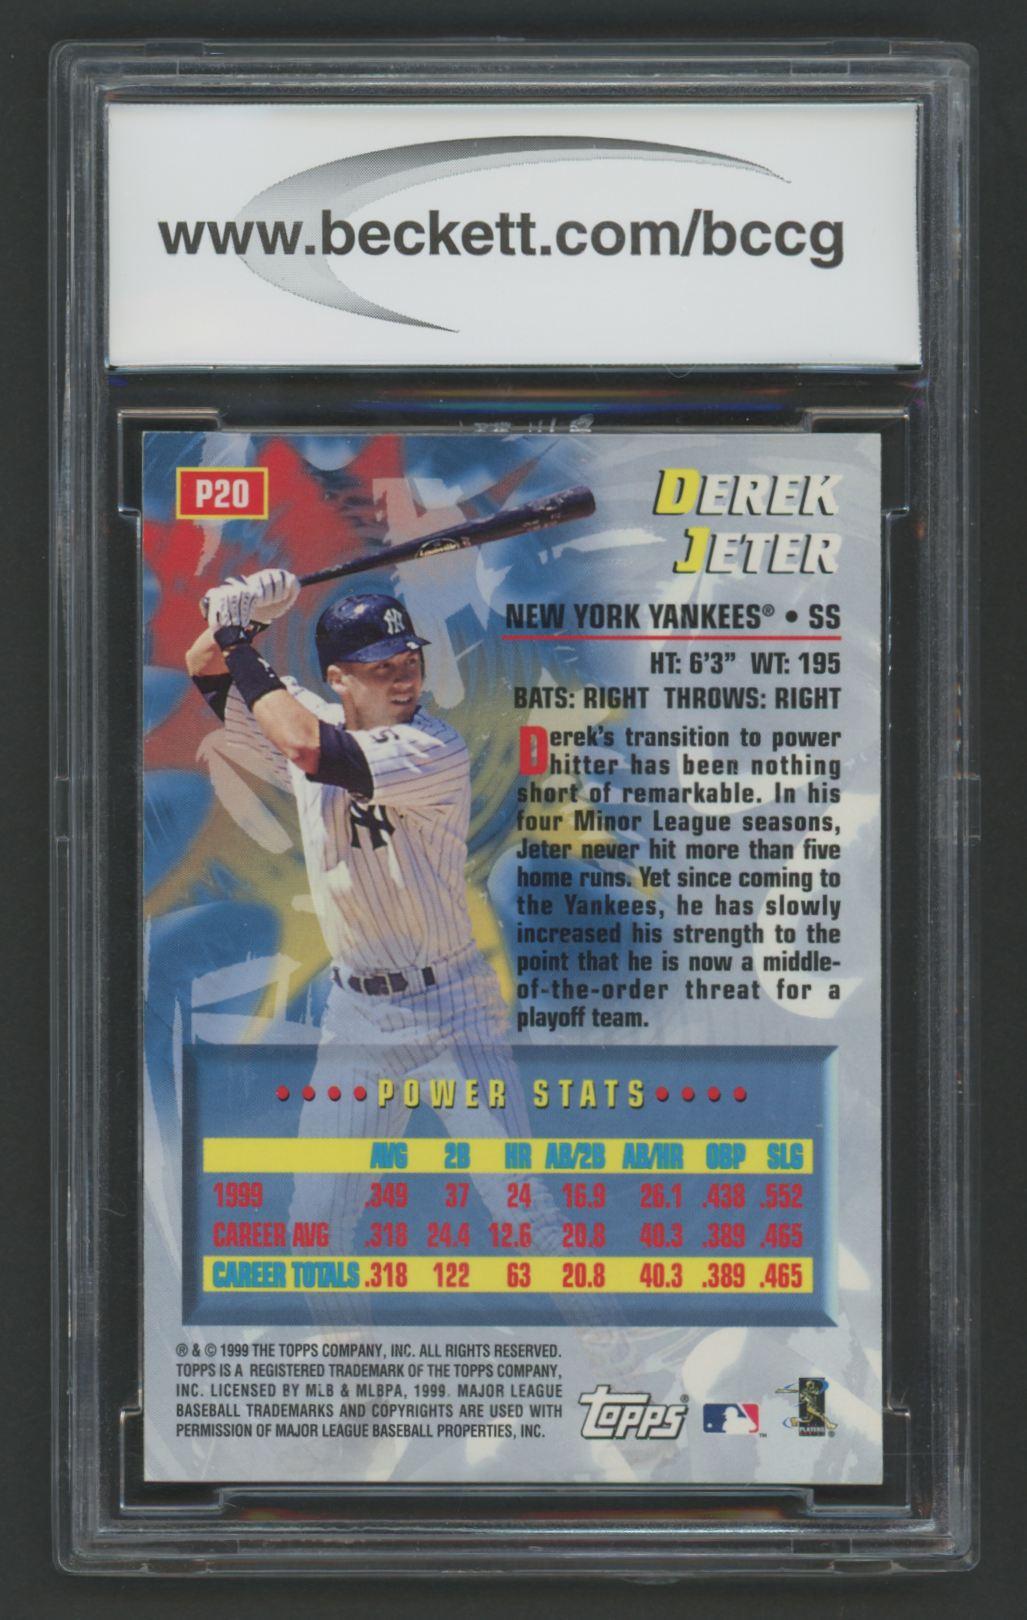 www.beckett.com/bccg
P20
DEREK
JETER
NEW YORK YANKEES® • SS
HT: 6'3" WT: 195
BATS: RIGHT THROWS: RIGHT
Derek's transition to power
hitter has been nothing
short of remarkable. In his
four Minor League seasons,
Jeter never hit more than five
home runs. Yet since coming to
the Yankees, he has slowly
increased his strength to the
point that he is now a middle-
of-the-order threat for a
playoff team.
POWER STATS
AVG 2B HR AB/2B AB/HR OBP SLG
1999 .349 37 24 16.9 26.1 .438 .552
CAREER AVG .318 24.4 12.6 20.8 40.3 .389 .465
CAREER TOTALS .318 122 63 20.8 40.3 .389 .465
® & © 1999 THE TOPPS COMPANY, INC. ALL RIGHTS RESERVED.
TOPPS IS A REGISTERED TRADEMARK OF THE TOPPS COMPANY,
INC. LICENSED BY MLB & MLBPA, 1999. MAJOR LEAGUE
BASEBALL TRADEMARKS AND COPYRIGHTS ARE USED WITH
PERMISSION OF MAJOR LEAGUE BASEBALL PROPERTIES, INC.
TOPPS®
PLAYERS